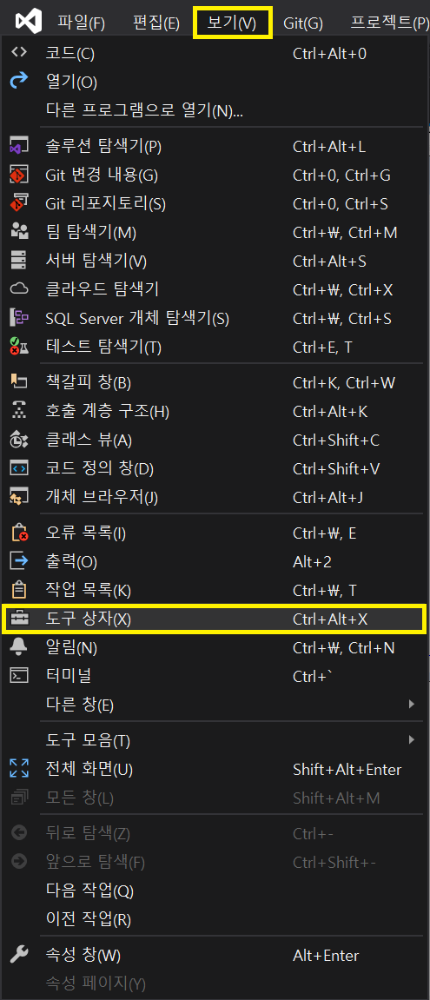 파일(F) 편집(E) 보기(V) Git(G) 프로젝트(P)
코드(C) Ctrl+Alt+0
열기(O)
다른 프로그램으로 열기(N)...
솔루션 탐색기(P) Ctrl+Alt+L
Git 변경 내용(G) Ctrl+0, Ctrl+G
Git 리포지토리(S) Ctrl+0, Ctrl+S
팀 탐색기(M) Ctrl+₩, Ctrl+M
서버 탐색기(V) Ctrl+Alt+S
클라우드 탐색기 Ctrl+₩, Ctrl+X
SQL Server 개체 탐색기(S) Ctrl+₩, Ctrl+S
테스트 탐색기(T) Ctrl+E, T
책갈피 창(B) Ctrl+K, Ctrl+W
호출 계층 구조(H) Ctrl+Alt+K
클래스 뷰(A) Ctrl+Shift+C
코드 정의 창(D) Ctrl+Shift+V
개체 브라우저(J) Ctrl+Alt+J
오류 목록(I) Ctrl+₩, E
출력(O) Alt+2
작업 목록(K) Ctrl+₩, T
도구 상자(X) Ctrl+Alt+X
알림(N) Ctrl+₩, Ctrl+N
터미널 Ctrl+`
다른 창(E)
도구 모음(T)
전체 화면(U) Shift+Alt+Enter
모든 창(L) Shift+Alt+M
뒤로 탐색(Z) Ctrl+-
앞으로 탐색(F) Ctrl+Shift+-
다음 작업(Q)
이전 작업(R)
속성 창(W) Alt+Enter
속성 페이지(Y)